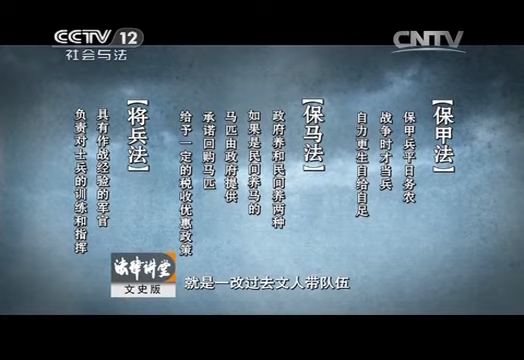 CCTV 12
社会与法
CNTV
【保甲法】
保甲兵平日务农
战争时才当兵
自力更生自给自足
【保马法】
政府养和民间养两种
如果是民间养马的
马匹由政府提供
承诺回购马匹
给予一定的税收优惠政策
【将兵法】
具有作战经验的军官
负责对士兵的训练和指挥
法律讲堂
文史版
就是一改过去文人带队伍